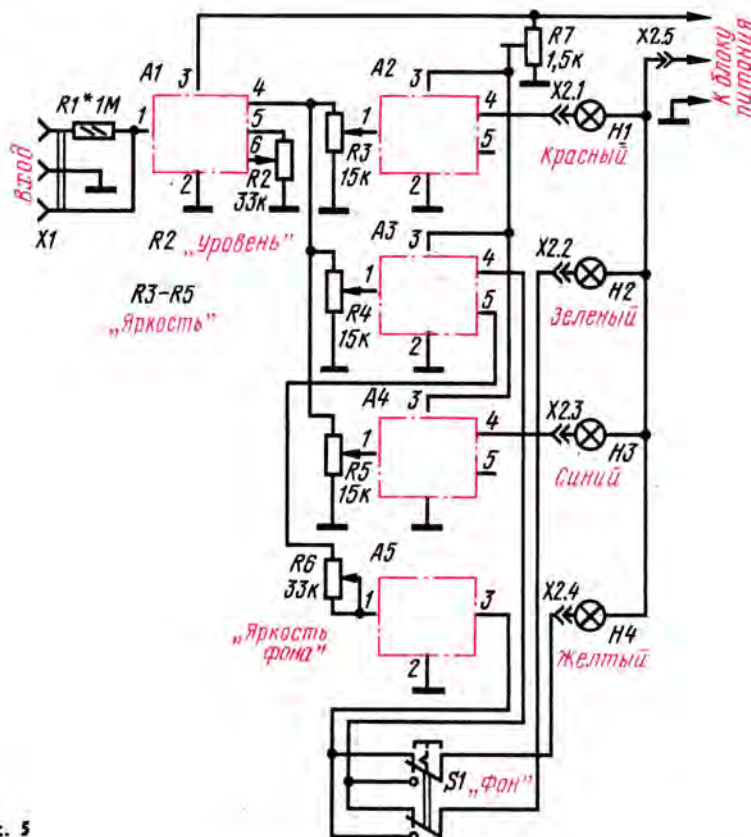 R7
1,5к
К блоку
питания
X2.5
A1
3
4
5
6
R1* 1M
1
2
R2
33к
Вход
X1
R2 „Уровень"
R3-R5
„Яркость"
A2
3
1
4
5
2
R3
15к
X2.1
H1
Красный
A3
3
1
4
5
2
R4
15к
X2.2
H2
Зеленый
A4
3
1
4
5
R5
15к
X2.3
H3
Синий
A5
R6
33к
1
3
2
„Яркость
фона"
X2.4
H4
Желтый
S1 „Фон"
с. 5